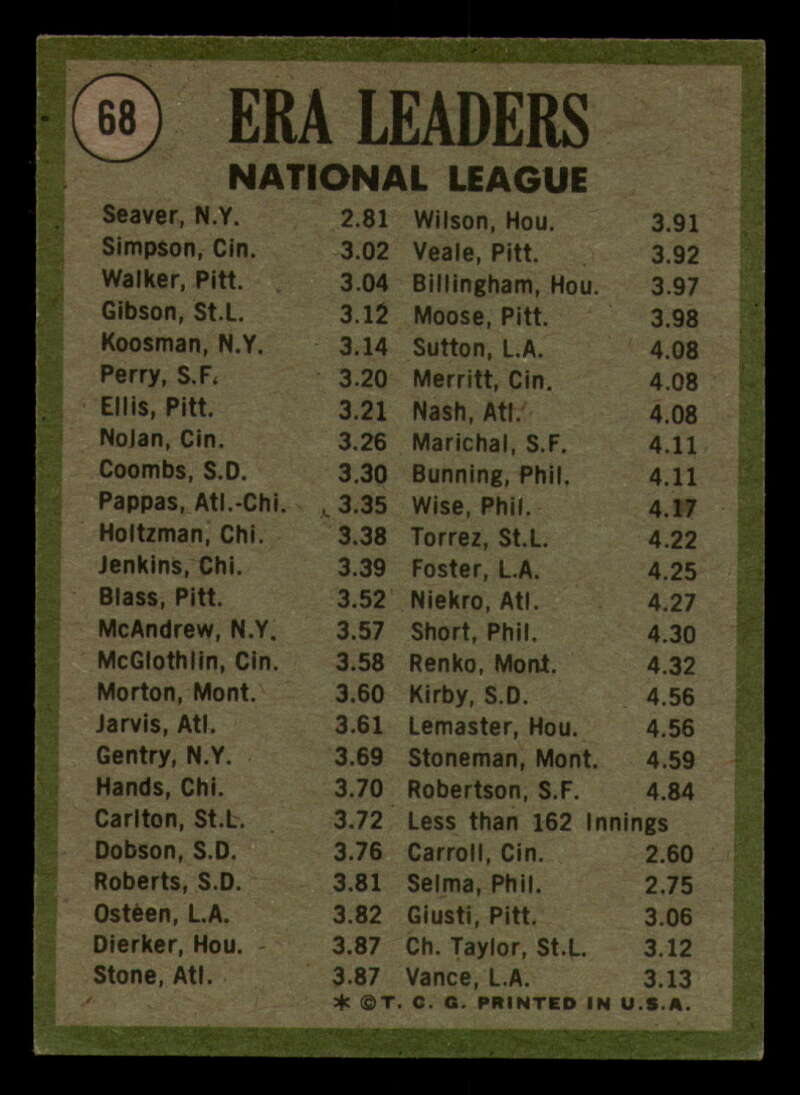 68
ERA LEADERS
NATIONAL LEAGUE
Seaver, N.Y. 2.81
Simpson, Cin. 3.02
Walker, Pitt. 3.04
Gibson, St.L. 3.12
Koosman, N.Y. 3.14
Perry, S.F. 3.20
Ellis, Pitt. 3.21
Nolan, Cin. 3.26
Coombs, S.D. 3.30
Pappas, Atl.-Chi. 3.35
Holtzman, Chi. 3.38
Jenkins, Chi. 3.39
Blass, Pitt. 3.52
McAndrew, N.Y. 3.57
McGlothlin, Cin. 3.58
Morton, Mont. 3.60
Jarvis, Atl. 3.61
Gentry, N.Y. 3.69
Hands, Chi. 3.70
Carlton, St.L. 3.72
Dobson, S.D. 3.76
Roberts, S.D. 3.81
Osteen, L.A. 3.82
Dierker, Hou. 3.87
Stone, Atl. 3.87
Wilson, Hou. 3.91
Veale, Pitt. 3.92
Billingham, Hou. 3.97
Moose, Pitt. 3.98
Sutton, L.A. 4.08
Merritt, Cin. 4.08
Nash, Atl. 4.08
Marichal, S.F. 4.11
Bunning, Phil. 4.11
Wise, Phil. 4.17
Torrez, St.L. 4.22
Foster, L.A. 4.25
Niekro, Atl. 4.27
Short, Phil. 4.30
Renko, Mont. 4.32
Kirby, S.D. 4.56
Lemaster, Hou. 4.56
Stoneman, Mont. 4.59
Robertson, S.F. 4.84
Less than 162 Innings
Carroll, Cin. 2.60
Selma, Phil. 2.75
Giusti, Pitt. 3.06
Ch. Taylor, St.L. 3.12
Vance, L.A. 3.13
* ©T. C. G. PRINTED IN U.S.A.